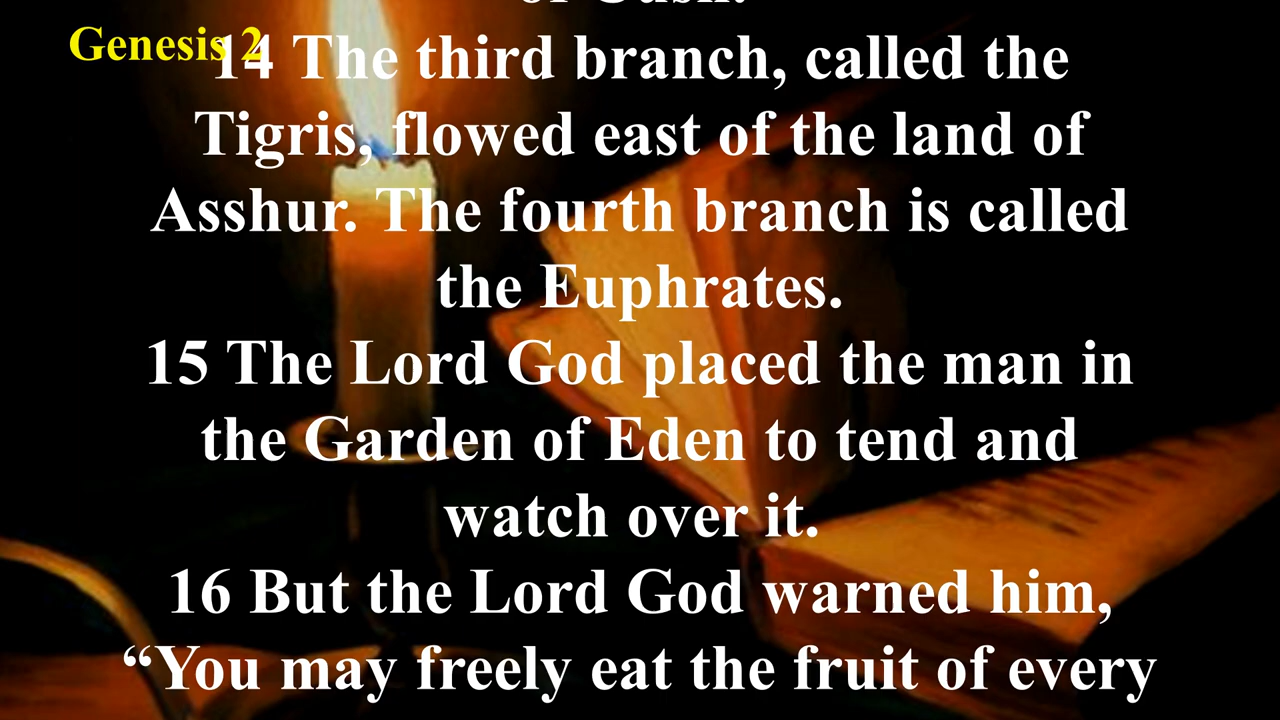 Genesis 2
14 The third branch, called the
Tigris, flowed east of the land of
Asshur. The fourth branch is called
the Euphrates.
15 The Lord God placed the man in
the Garden of Eden to tend and
watch over it.
16 But the Lord God warned him,
“You may freely eat the fruit of every